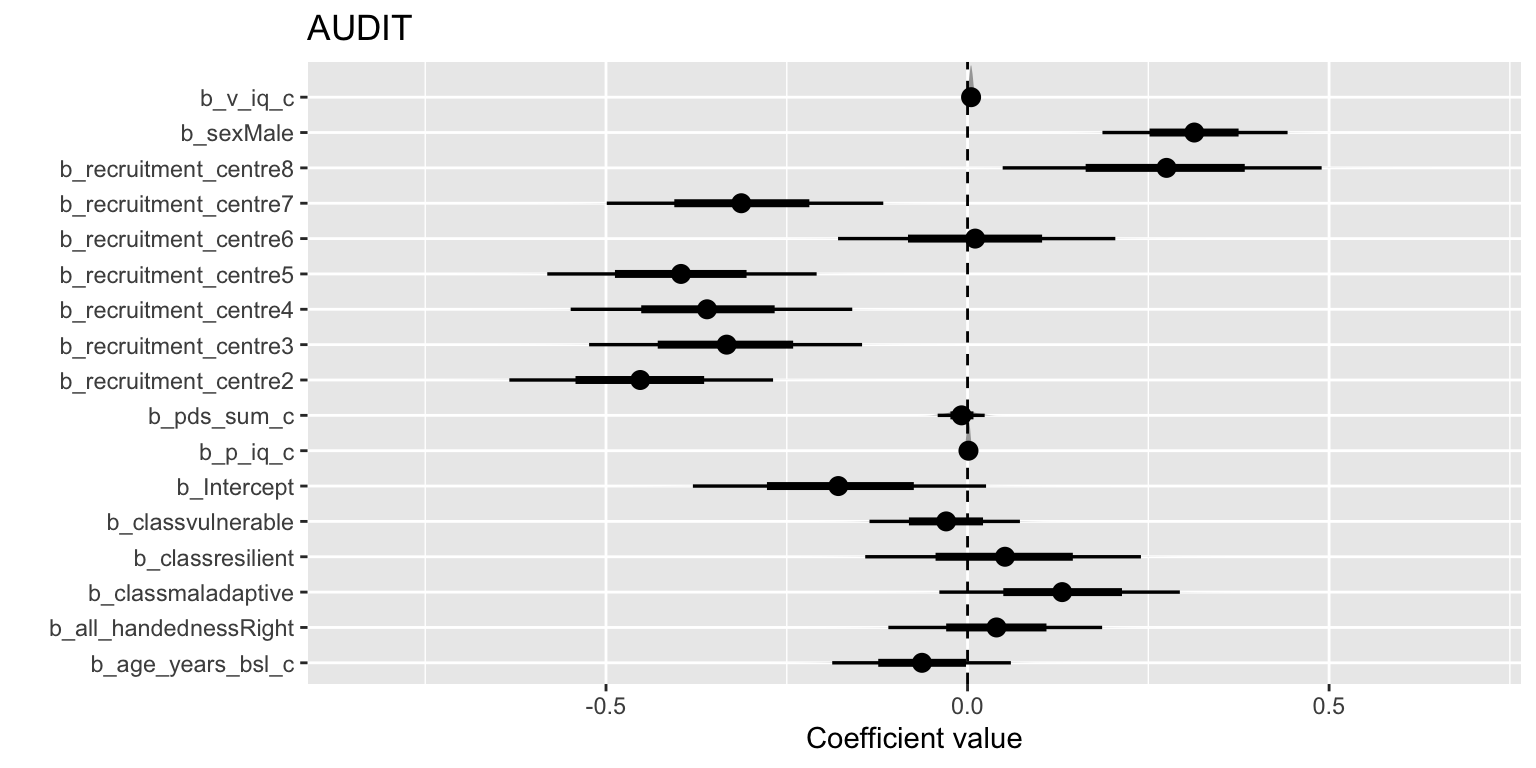 AUDIT
b_v_iq_c
b_sexMale
b_recruitment_centre8
b_recruitment_centre7
b_recruitment_centre6
b_recruitment_centre5
b_recruitment_centre4
b_recruitment_centre3
b_recruitment_centre2
b_pds_sum_c
b_p_iq_c
b_Intercept
b_classvulnerable
b_classresilient
b_classmaladaptive
b_all_handednessRight
b_age_years_bsl_c
-0.5 0.0 0.5
Coefficient value